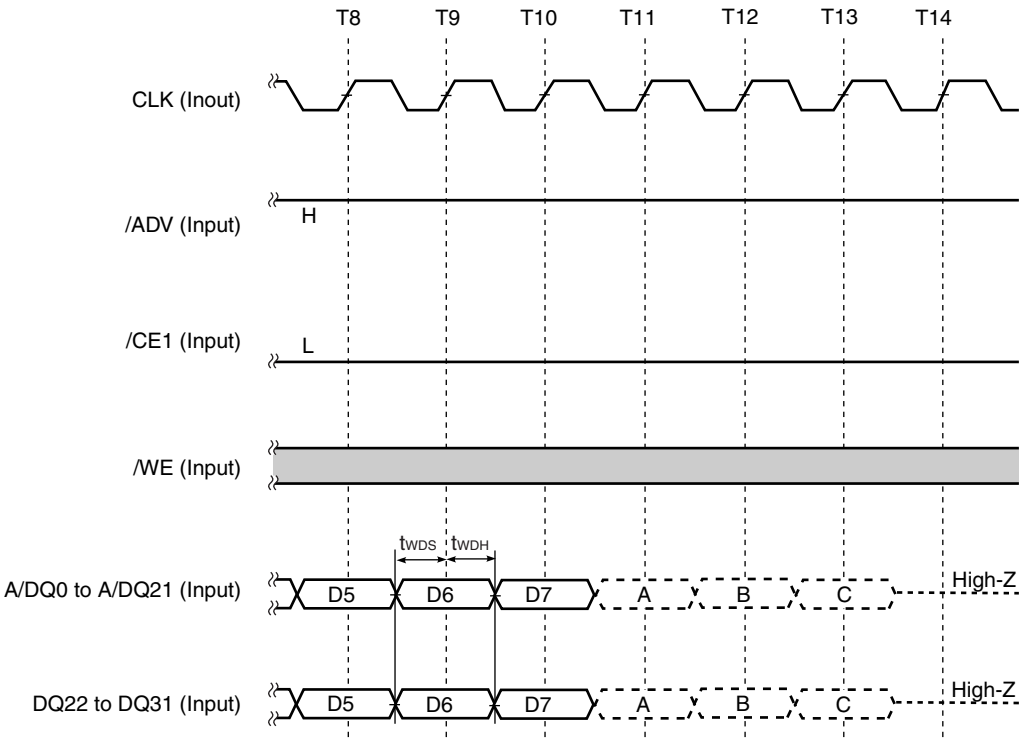 T8 T9 T10 T11 T12 T13 T14
CLK (Inout)
/ADV (Input)
H
/CE1 (Input)
L
/WE (Input)
tWDS tWDH
A/DQ0 to A/DQ21 (Input)
D5 D6 D7 A B C High-Z
DQ22 to DQ31 (Input)
D5 D6 D7 A B C High-Z